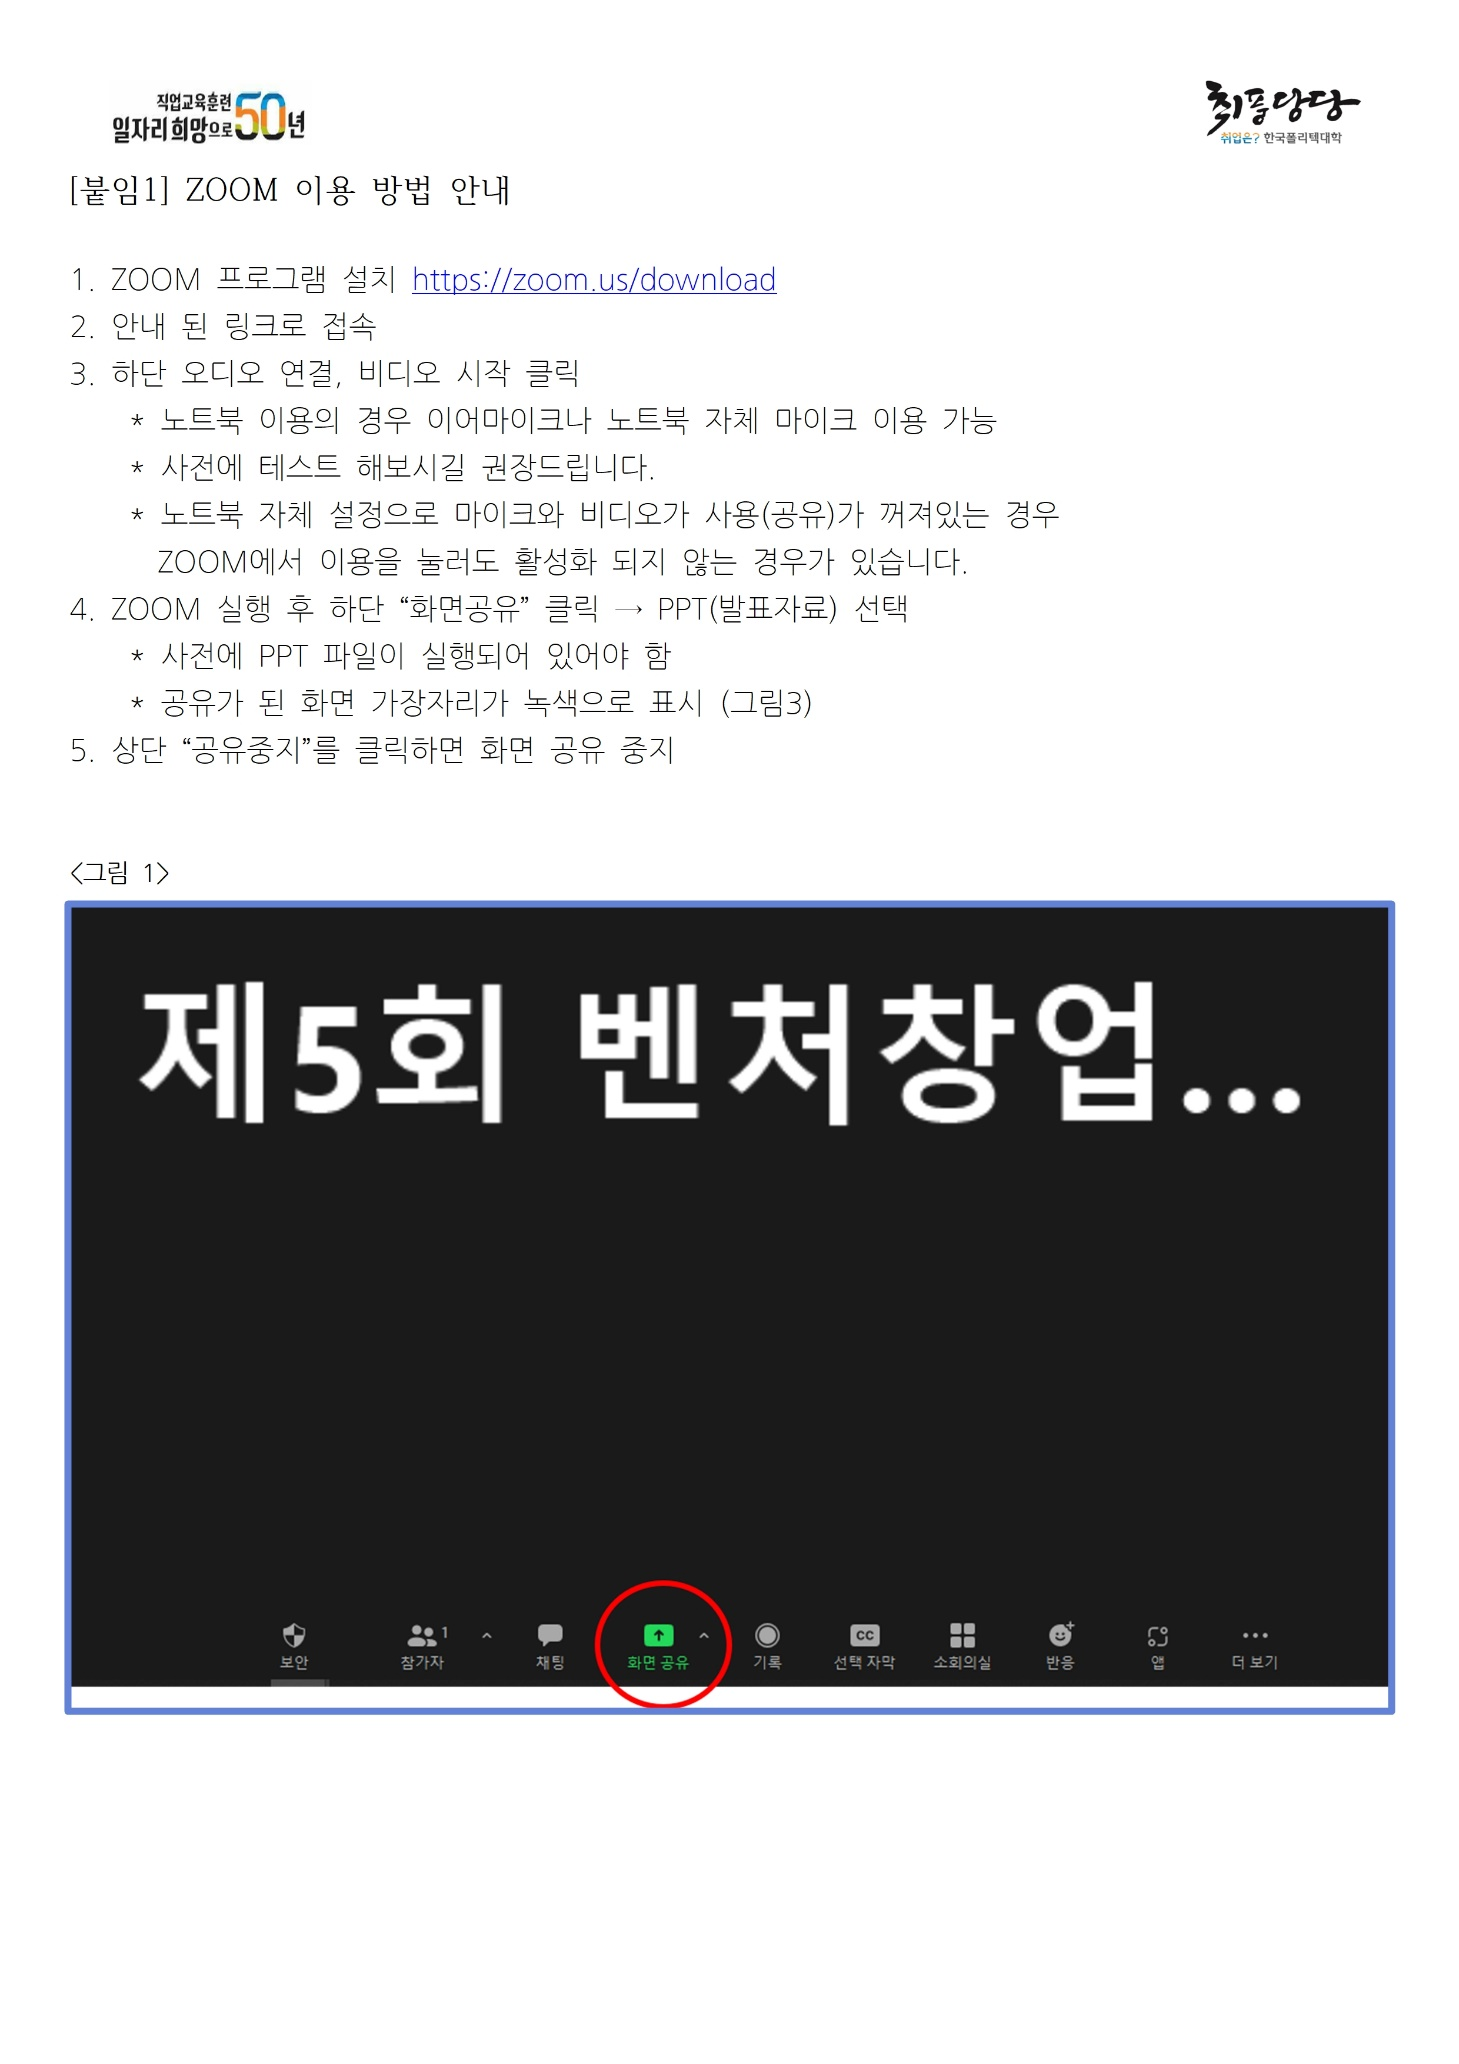 직업교육훈련
일자리 희망으로 50년
취풍당당
취업은? 한국폴리텍대학
[붙임1] ZOOM 이용 방법 안내
1. ZOOM 프로그램 설치 https://zoom.us/download
2. 안내 된 링크로 접속
3. 하단 오디오 연결, 비디오 시작 클릭
* 노트북 이용의 경우 이어마이크나 노트북 자체 마이크 이용 가능
* 사전에 테스트 해보시길 권장드립니다.
* 노트북 자체 설정으로 마이크와 비디오가 사용(공유)가 꺼져있는 경우
ZOOM에서 이용을 눌러도 활성화 되지 않는 경우가 있습니다.
4. ZOOM 실행 후 하단 “화면공유” 클릭 → PPT(발표자료) 선택
* 사전에 PPT 파일이 실행되어 있어야 함
* 공유가 된 화면 가장자리가 녹색으로 표시 (그림3)
5. 상단 “공유중지”를 클릭하면 화면 공유 중지
<그림 1>
제5회 벤처창업...
1
CC
보안 참가자 채팅 화면 공유 기록 선택 자막 소회의실 반응 앱 더 보기